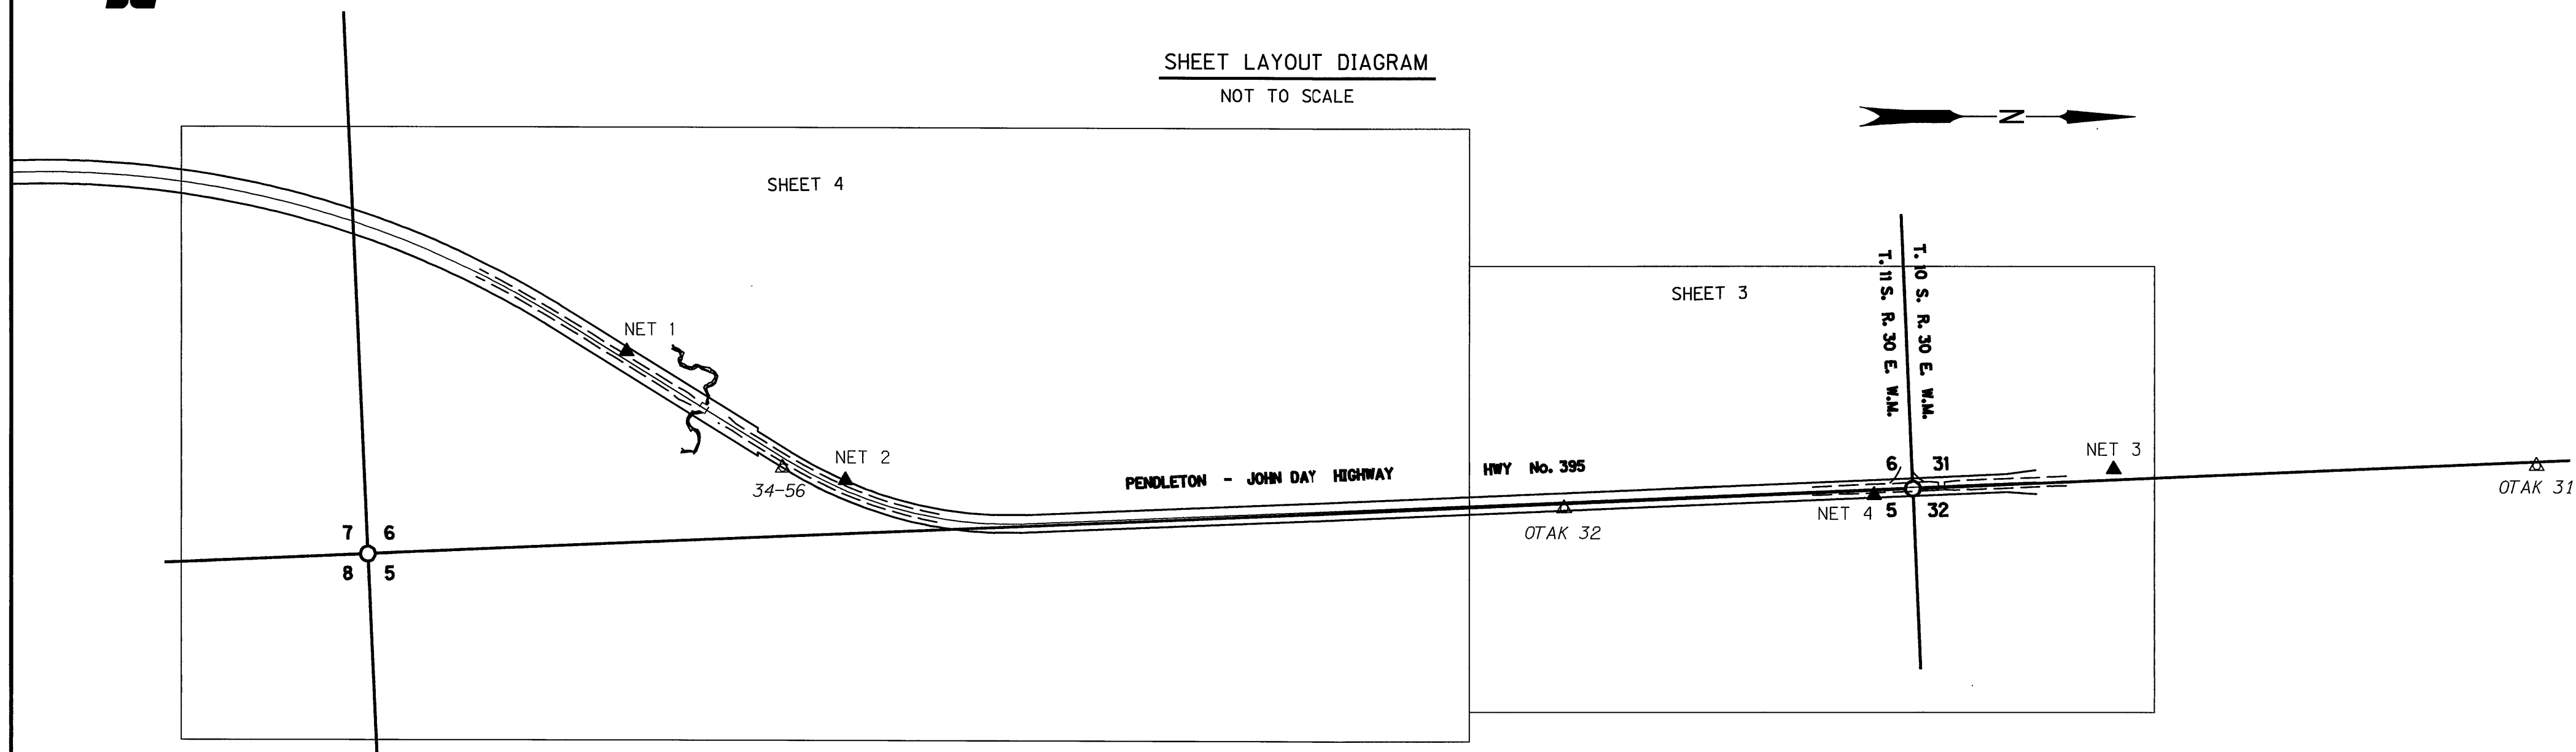 SHEET LAYOUT DIAGRAM
NOT TO SCALE
N
SHEET 4
SHEET 3
T. 11 S. R. 30 E. W.M.
T. 10 S. R. 30 E. W.M.
NET 1
NET 2
34-56
PENDLETON - JOHN DAY HIGHWAY HWY No. 395
OTAK 32
NET 4
NET 3
OTAK 31
6 31
5 32
7 6
8 5